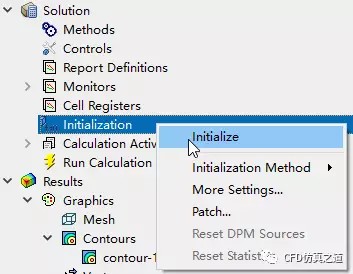 Solution
Methods
Controls
Report Definitions
Monitors
Cell Registers
Initialization
Calculation Activ
Run Calculation
Results
Graphics
Mesh
Contours
contour-1
Initialize
Initialization Method
More Settings...
Patch...
Reset DPM Sources
Reset Statist
CFD仿真之道